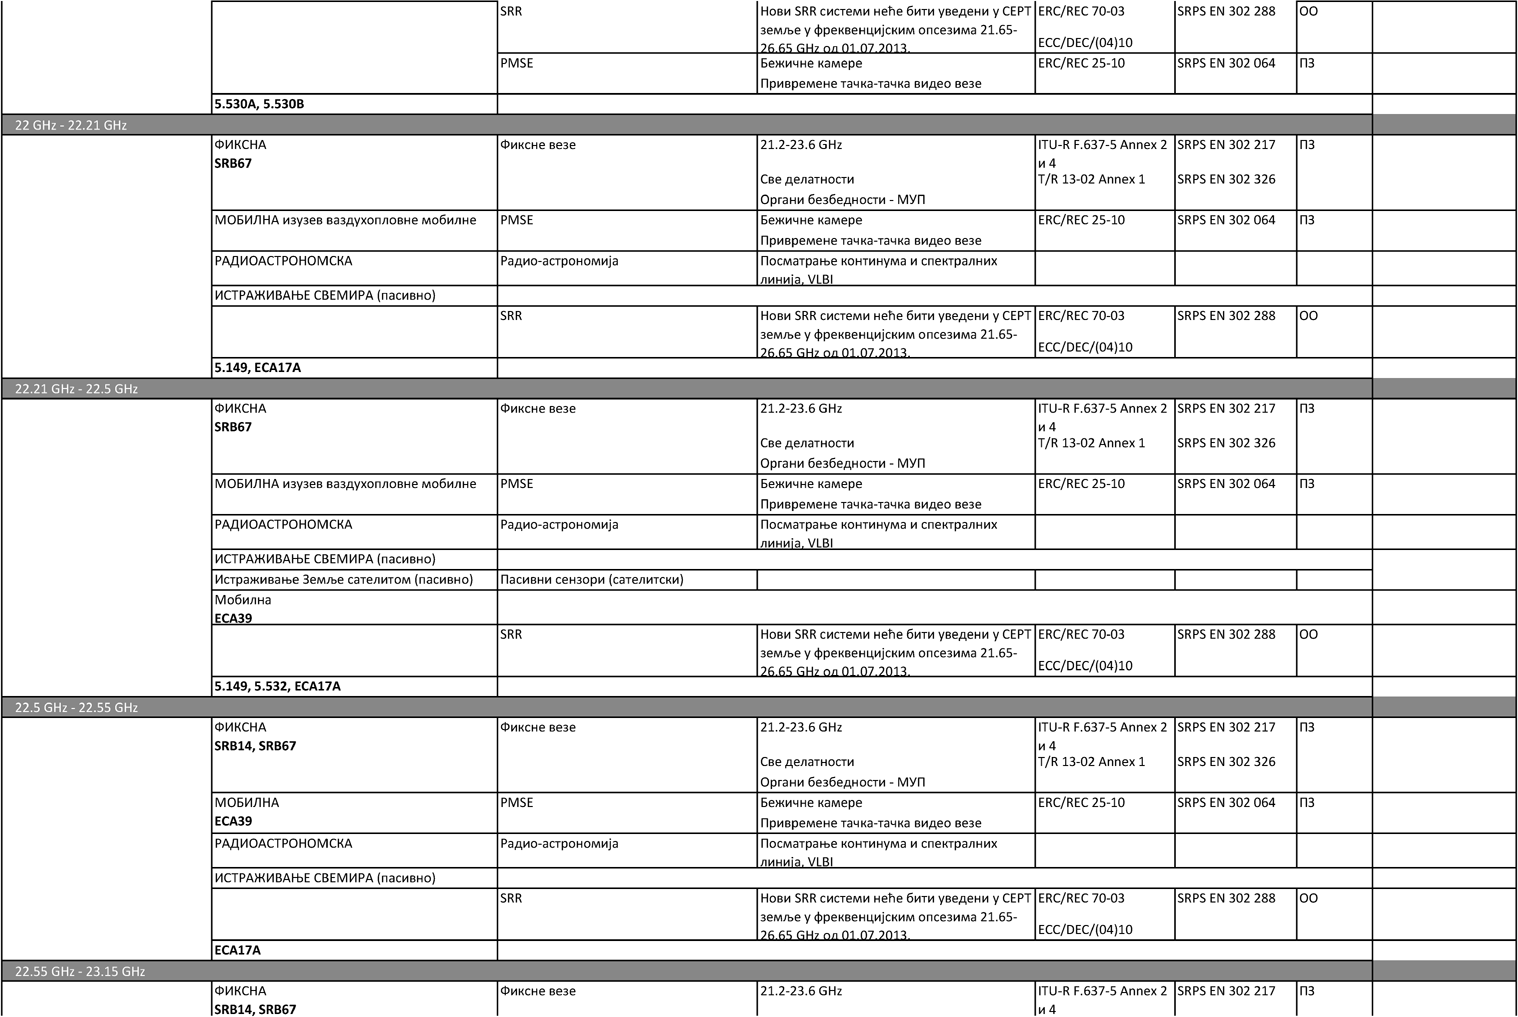 SRR
Нови SRR системи неће бити уведени у CEPT
земље у фреквенцијским опсезима 21.65-
26.65 GHz од 01.07.2013.
ERC/REC 70-03
ECC/DEC/(04)10
SRPS EN 302 288
ОО
PMSE
Бежичне камере
Привремене тачка-тачка видео везе
ERC/REC 25-10
SRPS EN 302 064
ПЗ
5.530A, 5.530B
22 GHz - 22.21 GHz
ФИКСНА
SRB67
Фиксне везе
21.2-23.6 GHz
Све делатности
Органи безбедности - МУП
ITU-R F.637-5 Annex 2
и 4
T/R 13-02 Annex 1
SRPS EN 302 217
SRPS EN 302 326
ПЗ
МОБИЛНА изузев ваздухопловне мобилне
PMSE
Бежичне камере
Привремене тачка-тачка видео везе
ERC/REC 25-10
SRPS EN 302 064
ПЗ
РАДИОАСТРОНОМСКА
Радио-астрономија
Посматрање континума и спектралних
линија, VLBI
ИСТРАЖИВАЊЕ СВЕМИРА (пасивно)
SRR
Нови SRR системи неће бити уведени у CEPT
земље у фреквенцијским опсезима 21.65-
26.65 GHz од 01.07.2013.
ERC/REC 70-03
ECC/DEC/(04)10
SRPS EN 302 288
ОО
5.149, ECA17A
22.21 GHz - 22.5 GHz
ФИКСНА
SRB67
Фиксне везе
21.2-23.6 GHz
Све делатности
Органи безбедности - МУП
ITU-R F.637-5 Annex 2
и 4
T/R 13-02 Annex 1
SRPS EN 302 217
SRPS EN 302 326
ПЗ
МОБИЛНА изузев ваздухопловне мобилне
PMSE
Бежичне камере
Привремене тачка-тачка видео везе
ERC/REC 25-10
SRPS EN 302 064
ПЗ
РАДИОАСТРОНОМСКА
Радио-астрономија
Посматрање континума и спектралних
линија, VLBI
ИСТРАЖИВАЊЕ СВЕМИРА (пасивно)
Истраживање Земље сателитом (пасивно)
Пасивни сензори (сателитски)
Мобилна
ECA39
SRR
Нови SRR системи неће бити уведени у CEPT
земље у фреквенцијским опсезима 21.65-
26.65 GHz од 01.07.2013.
ERC/REC 70-03
ECC/DEC/(04)10
SRPS EN 302 288
ОО
5.149, 5.532, ECA17A
22.5 GHz - 22.55 GHz
ФИКСНА
SRB14, SRB67
Фиксне везе
21.2-23.6 GHz
Све делатности
Органи безбедности - МУП
ITU-R F.637-5 Annex 2
и 4
T/R 13-02 Annex 1
SRPS EN 302 217
SRPS EN 302 326
ПЗ
МОБИЛНА
ECA39
PMSE
Бежичне камере
Привремене тачка-тачка видео везе
ERC/REC 25-10
SRPS EN 302 064
ПЗ
РАДИОАСТРОНОМСКА
Радио-астрономија
Посматрање континума и спектралних
линија, VLBI
ИСТРАЖИВАЊЕ СВЕМИРА (пасивно)
SRR
Нови SRR системи неће бити уведени у CEPT
земље у фреквенцијским опсезима 21.65-
26.65 GHz од 01.07.2013.
ERC/REC 70-03
ECC/DEC/(04)10
SRPS EN 302 288
ОО
ECA17A
22.55 GHz - 23.15 GHz
ФИКСНА
SRB14, SRB67
Фиксне везе
21.2-23.6 GHz
ITU-R F.637-5 Annex 2
и 4
SRPS EN 302 217
ПЗ